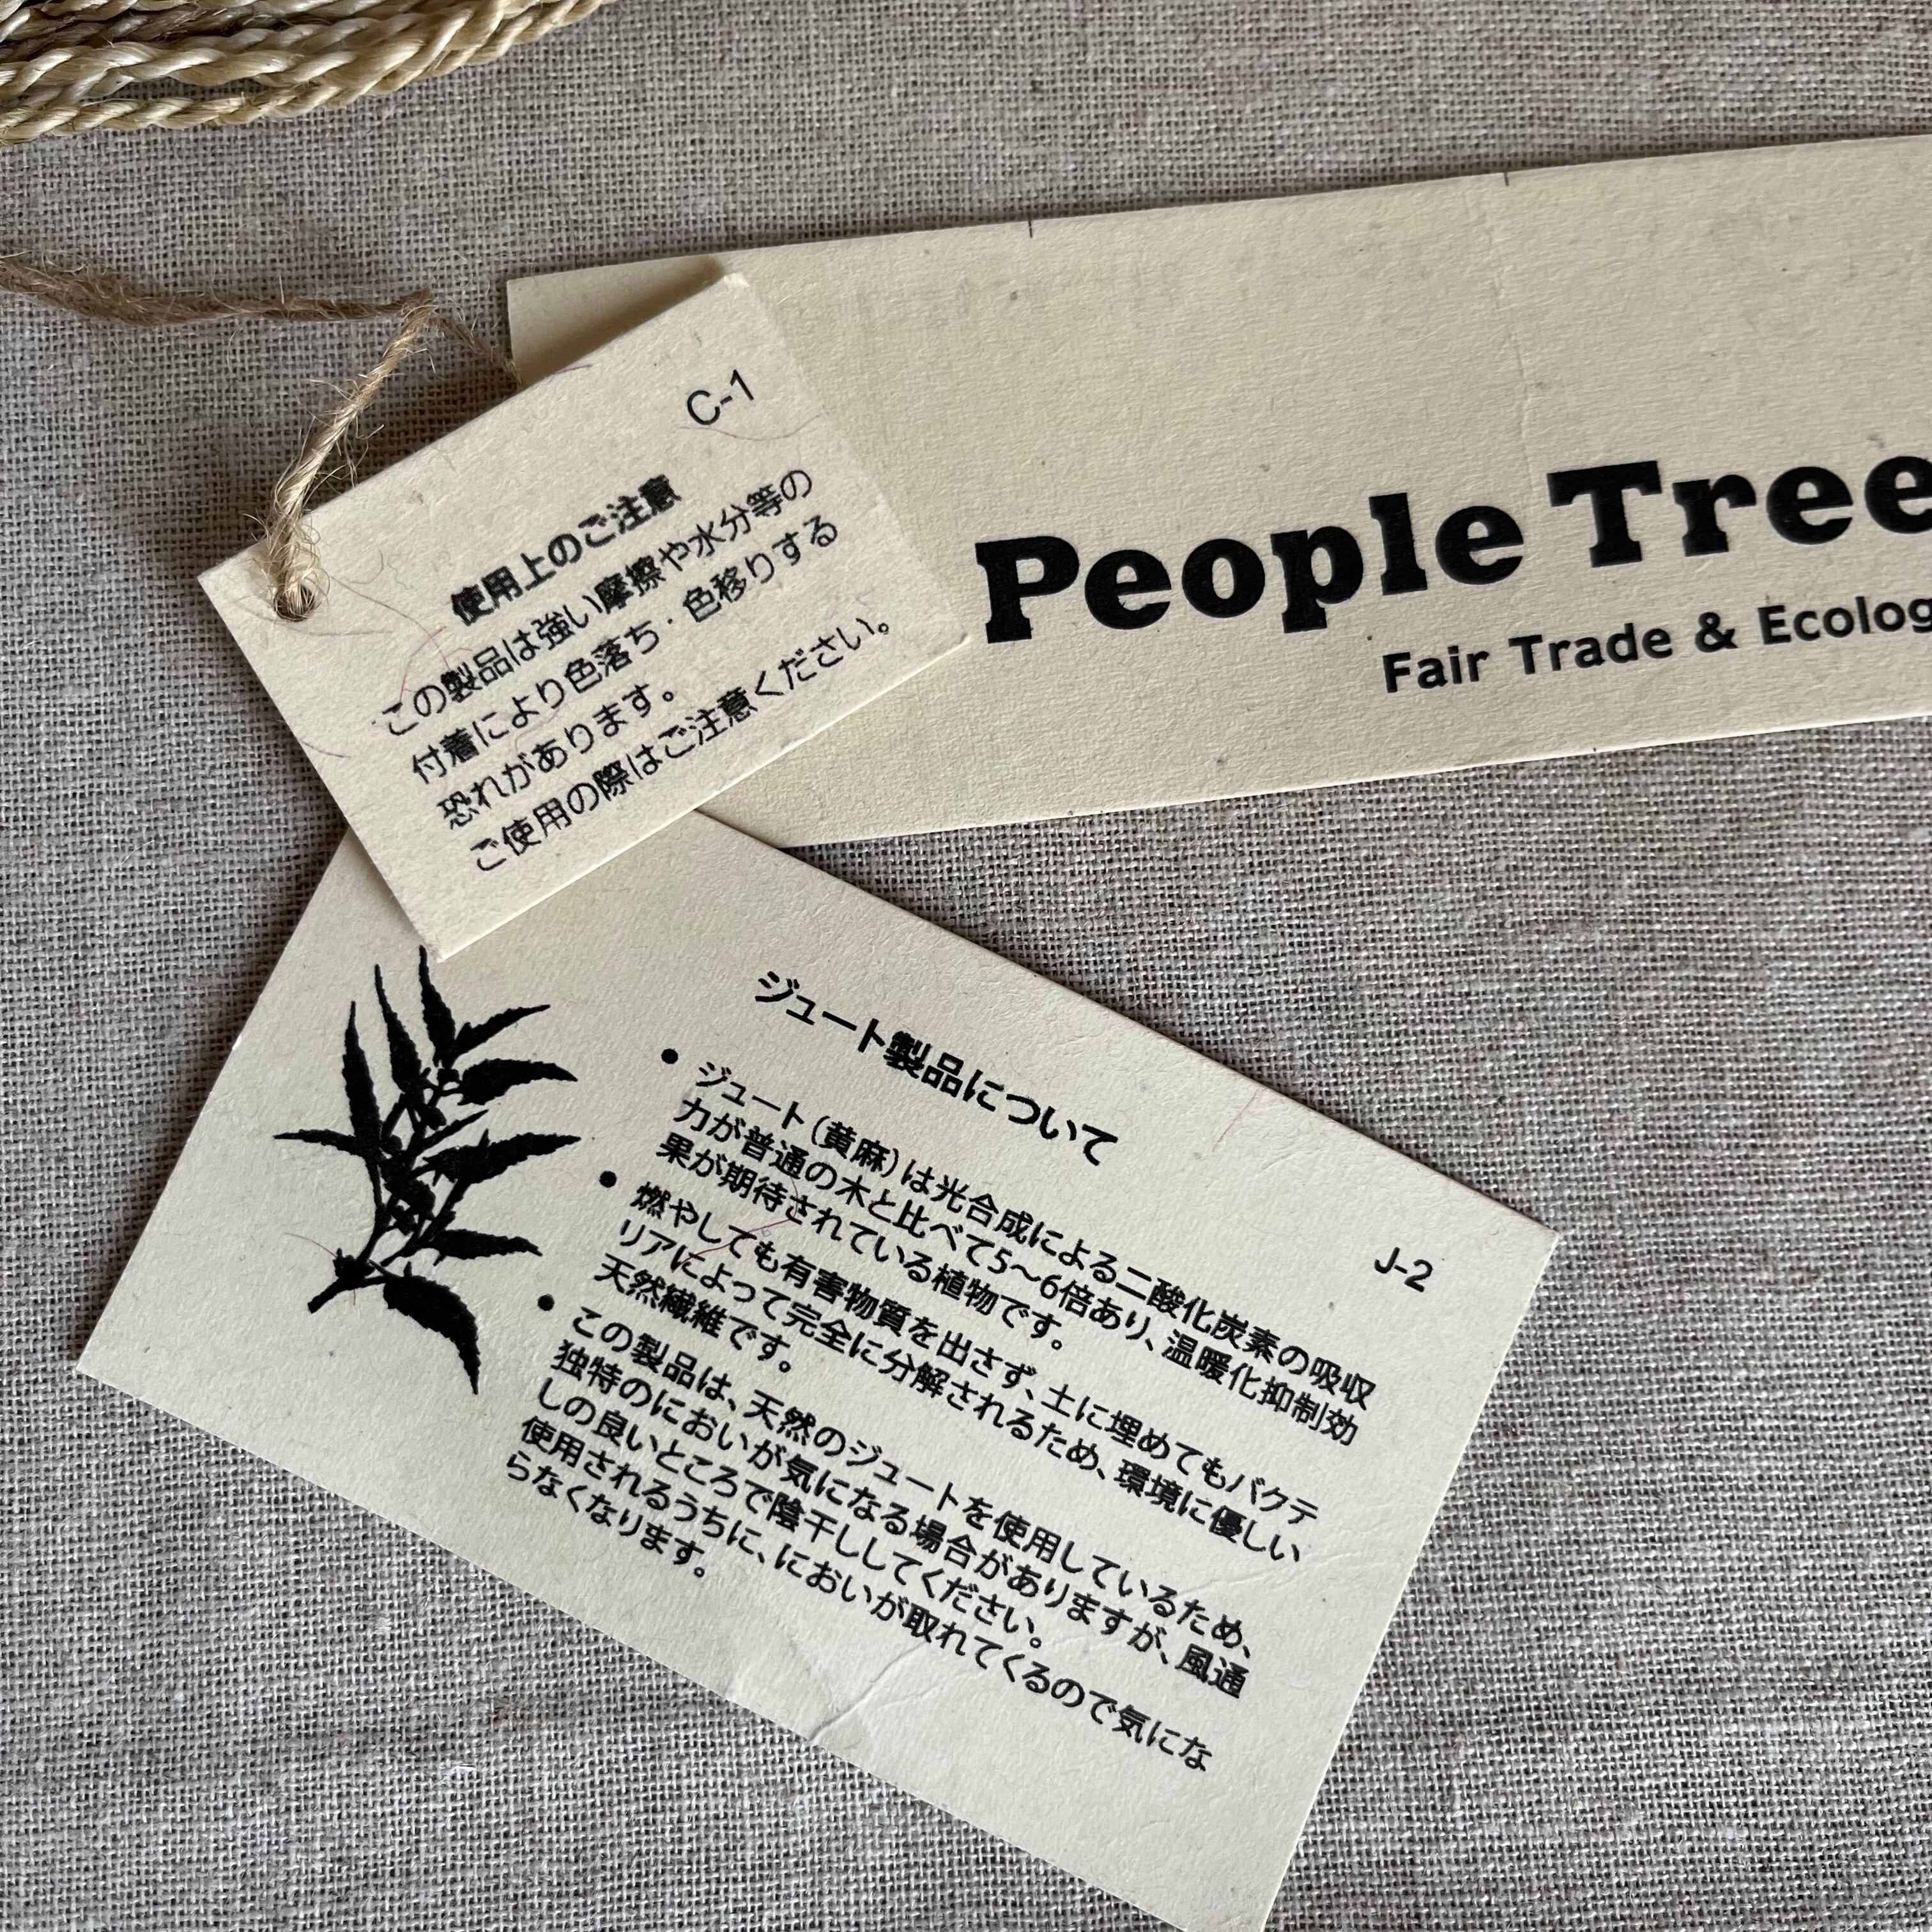 C-1
使用上のご注意
この製品は強い摩擦や水分等の
付着により色落ち・色移りする
恐れがあります。
ご使用の際はご注意ください。
People Tree
Fair Trade &
J-2
ジュート製品について
● ジュート(黄麻)は光合成による二酸化炭素の吸収
力が普通の木と比べて5〜6倍あり、温暖化抑制効
果が期待されている植物です。
● 燃やしても有害物質を出さず、土に埋めてもバクテ
リアによって完全に分解されるため、環境に優しい
天然繊維です。
● この製品は、天然のジュートを使用しているため、
独特のにおいが気になる場合がありますが、風通
しの良いところで陰干ししてください。
使用されるうちに、においが取れてくるので気にな
らなくなります。